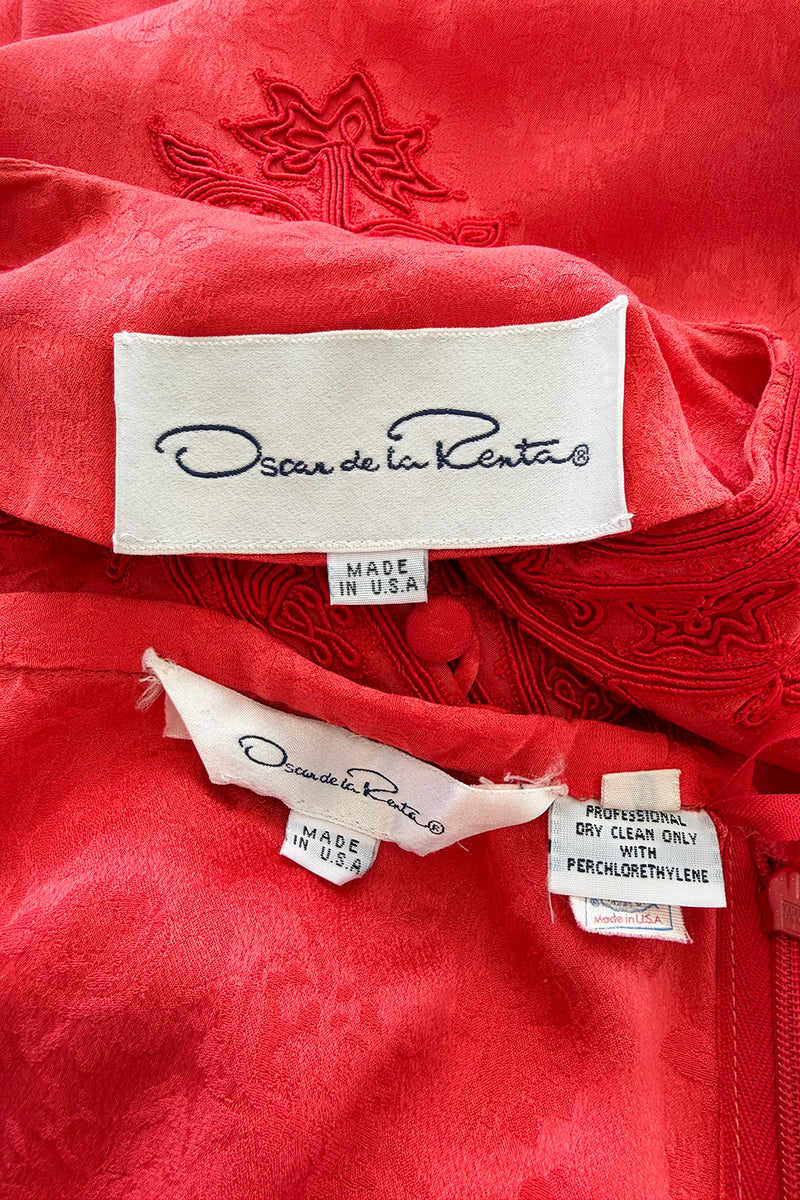 Oscar de la Renta®
MADE
IN U.S.A
Oscar de la Renta®
MADE
IN U.S.A
PROFESSIONAL
DRY CLEAN ONLY
WITH
PERCHLORETHYLENE
®
Made in U.S.A.